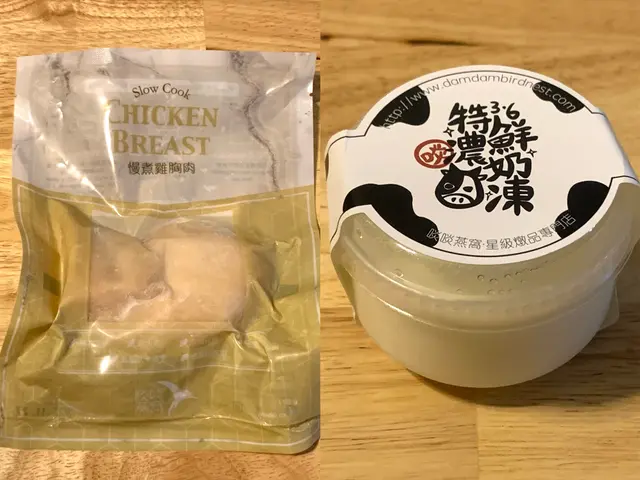 Slow Cook
CHICKEN
BREAST
慢煮雞胸肉
http://www.damdambirdnest.com
3.6
特濃
鮮奶凍
啖啖燕窩·星級燉品專門店